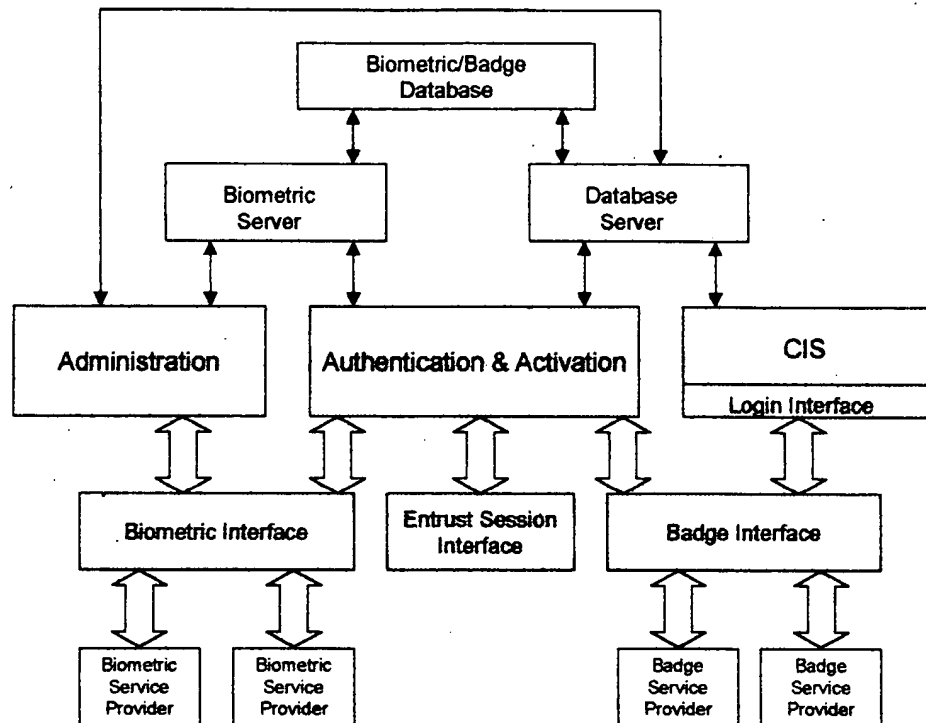 Biometric/Badge
Database
Biometric
Server
Database
Server
Administration
Authentication & Activation
CIS
Login Interface
Biometric Interface
Entrust Session
Interface
Badge Interface
Biometric
Service
Provider
Biometric
Service
Provider
Badge
Service
Provider
Badge
Service
Provider